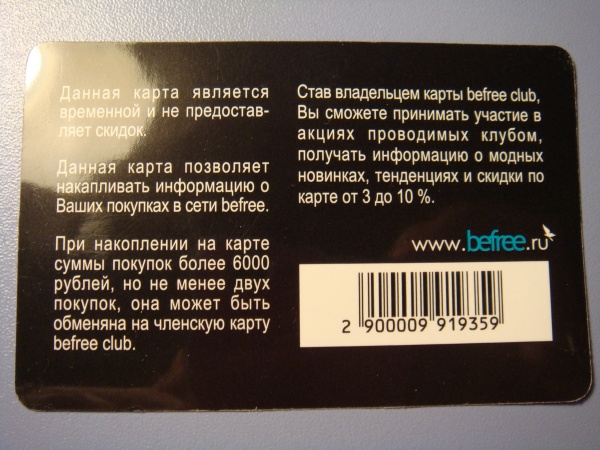 Данная карта является
временной и не предостав-
ляет скидок.
Данная карта позволяет
накапливать информацию о
Ваших покупках в сети befree.
При накоплении на карте
суммы покупок более 6000
рублей, но не менее двух
покупок, она может быть
обменяна на членскую карту
befree club.
Став владельцем карты befree club,
Вы сможете принимать участие в
акциях проводимых клубом,
получать информацию о модных
новинках, тенденциях и скидки по
карте от 3 до 10 %.
www.befree.ru
2 900009 919359